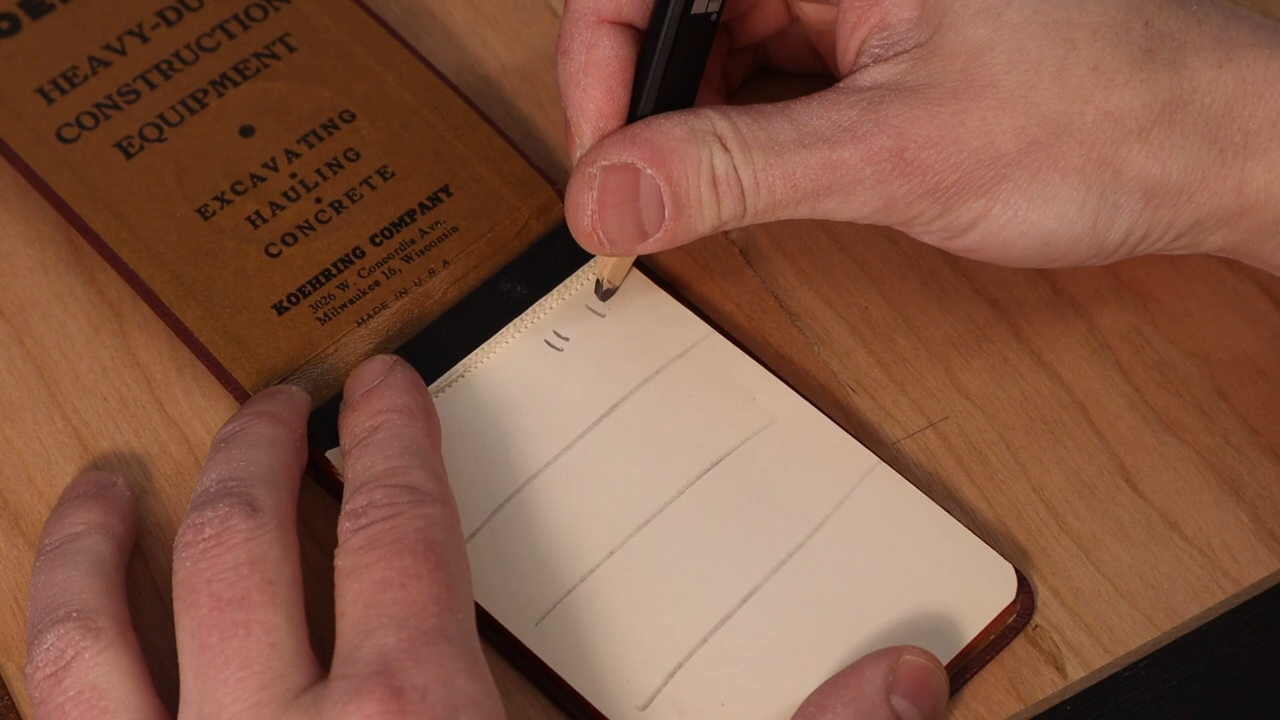 HEAVY-DU
CONSTRUCTION
EQUIPMENT
EXCAVATING
HAULING
CONCRETE
KOEHRING COMPANY
3026 W. Concordia Ave.
Milwaukee 16, Wisconsin
MADE IN U.S.A